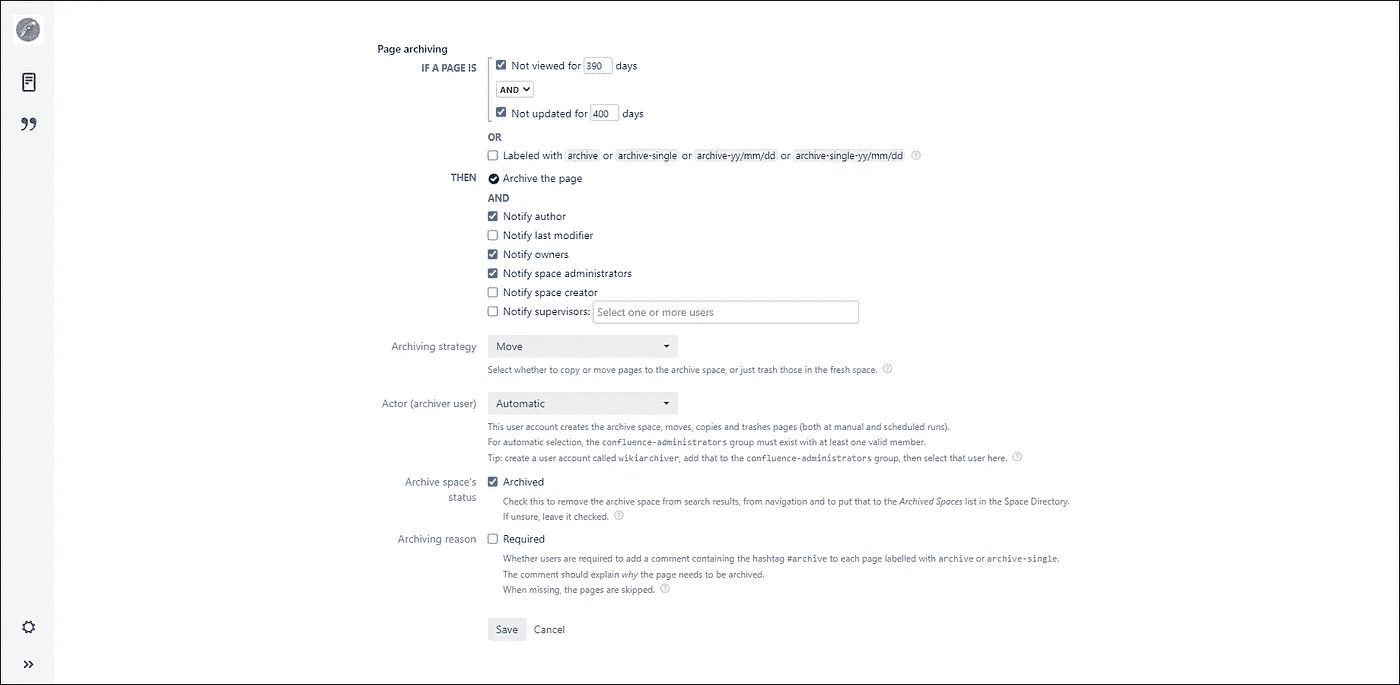 Page archiving
IF A PAGE IS Not viewed for 390 days
AND
Not updated for 400 days
OR
Labeled with archive or archive-single or archive-yy/mm/dd or archive-single-yy/mm/dd ?
THEN Archive the page
AND
Notify author
Notify last modifier
Notify owners
Notify space administrators
Notify space creator
Notify supervisors: Select one or more users
Archiving strategy Move
Select whether to copy or move pages to the archive space, or just trash those in the fresh space. ?
Actor (archiver user) Automatic
This user account creates the archive space, moves, copies and trashes pages (both at manual and scheduled runs).
For automatic selection, the confluence-administrators group must exist with at least one valid member.
Tip: create a user account called wikiarchiver, add that to the confluence-administrators group, then select that user here. ?
Archive space's status Archived
Check this to remove the archive space from search results, from navigation and to put that to the Archived Spaces list in the Space Directory.
If unsure, leave it checked. ?
Archiving reason Required
Whether users are required to add a comment containing the hashtag #archive to each page labelled with archive or archive-single.
The comment should explain why the page needs to be archived.
When missing, the pages are skipped. ?
Save Cancel